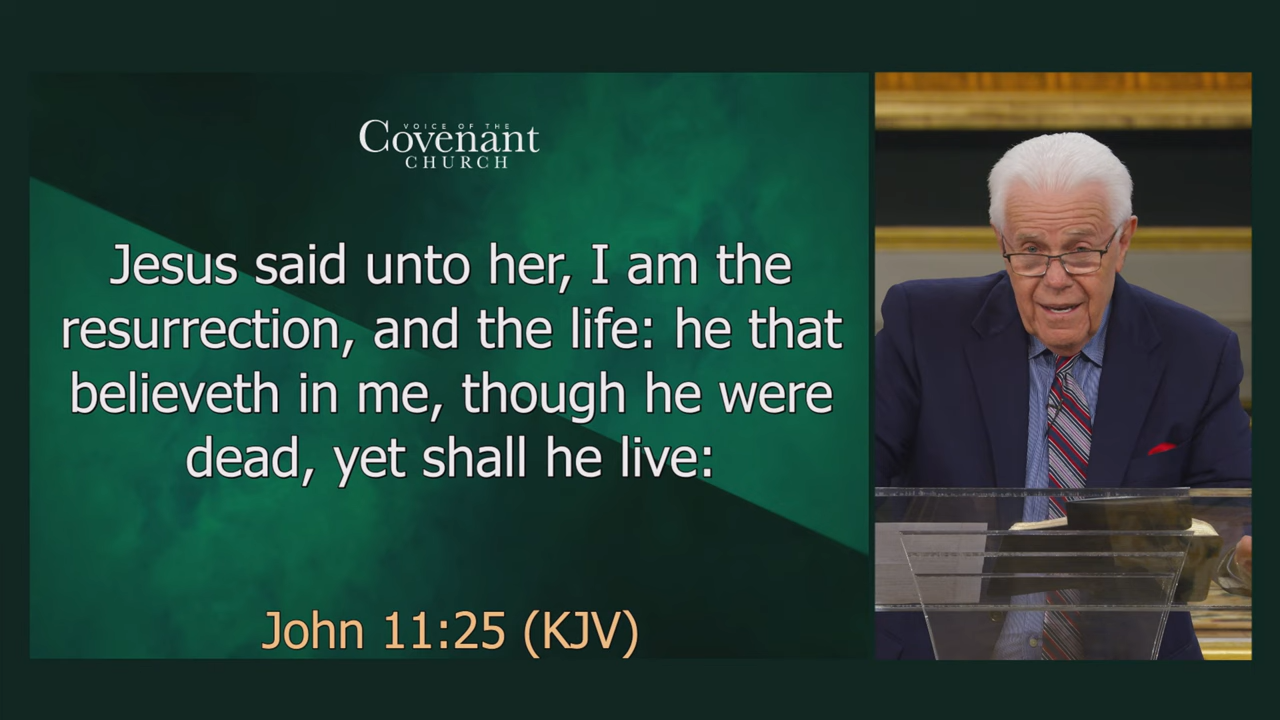 VOICE OF THE
Covenant
CHURCH
Jesus said unto her, I am the
resurrection, and the life: he that
believeth in me, though he were
dead, yet shall he live:
John 11:25 (KJV)